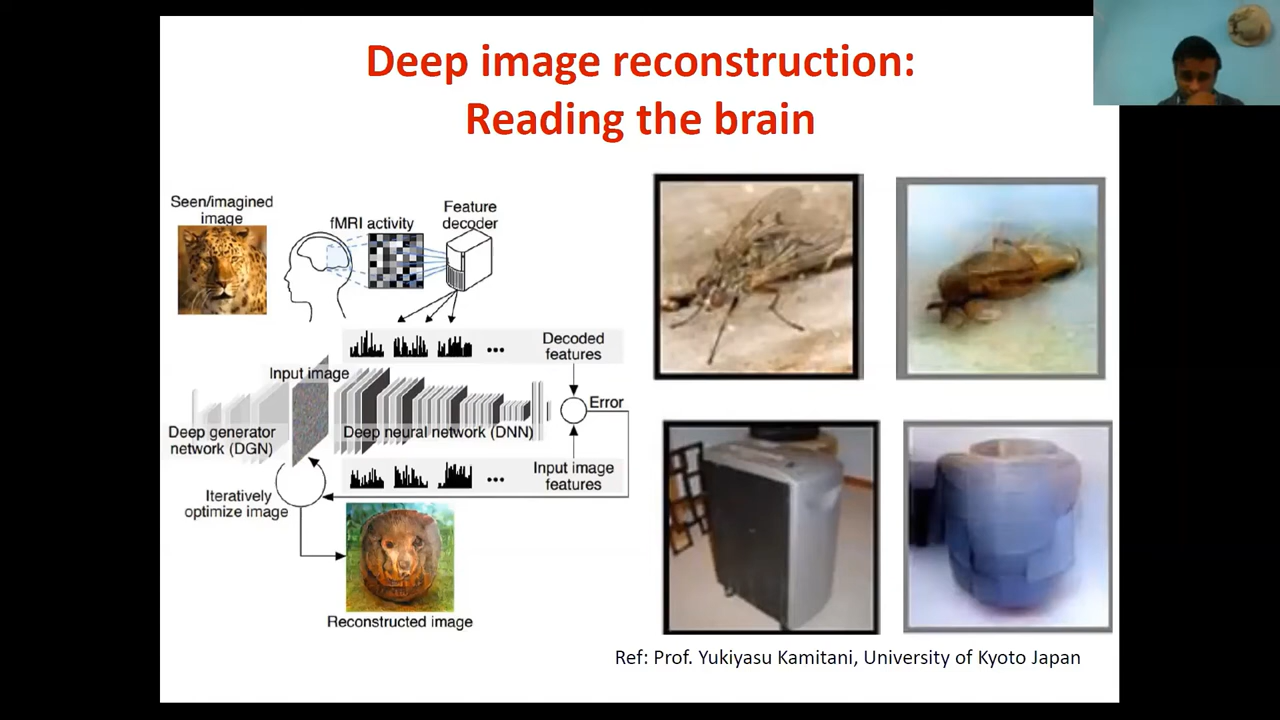 Deep image reconstruction:
Reading the brain
Seen/imagined
image
fMRI activity
Feature
decoder
Decoded
features
Input image
Error
Deep generator
network (DGN)
Deep neural network (DNN)
Input image
features
Iteratively
optimize image
Reconstructed image
Ref: Prof. Yukiyasu Kamitani, University of Kyoto Japan